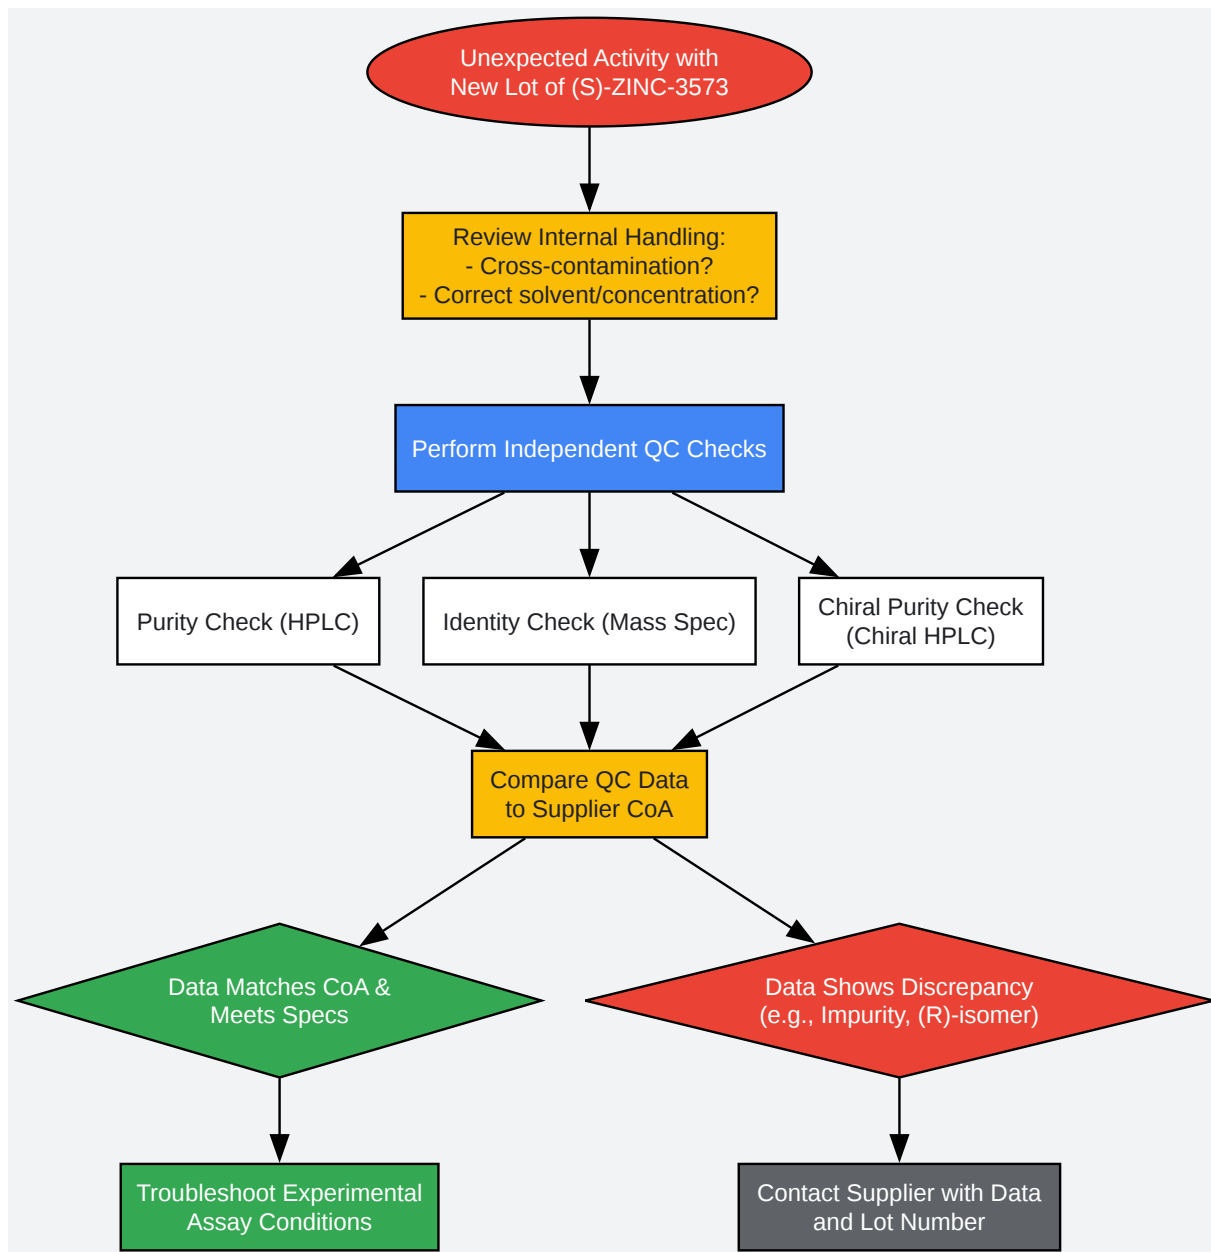 Unexpected Activity with
New Lot of (S)-ZINC-3573
Review Internal Handling:
- Cross-contamination?
- Correct solvent/concentration?
Perform Independent QC Checks
Purity Check (HPLC)
Identity Check (Mass Spec)
Chiral Purity Check
(Chiral HPLC)
Compare QC Data
to Supplier CoA
Data Matches CoA &
Meets Specs
Data Shows Discrepancy
(e.g., Impurity, (R)-isomer)
Troubleshoot Experimental
Assay Conditions
Contact Supplier with Data
and Lot Number